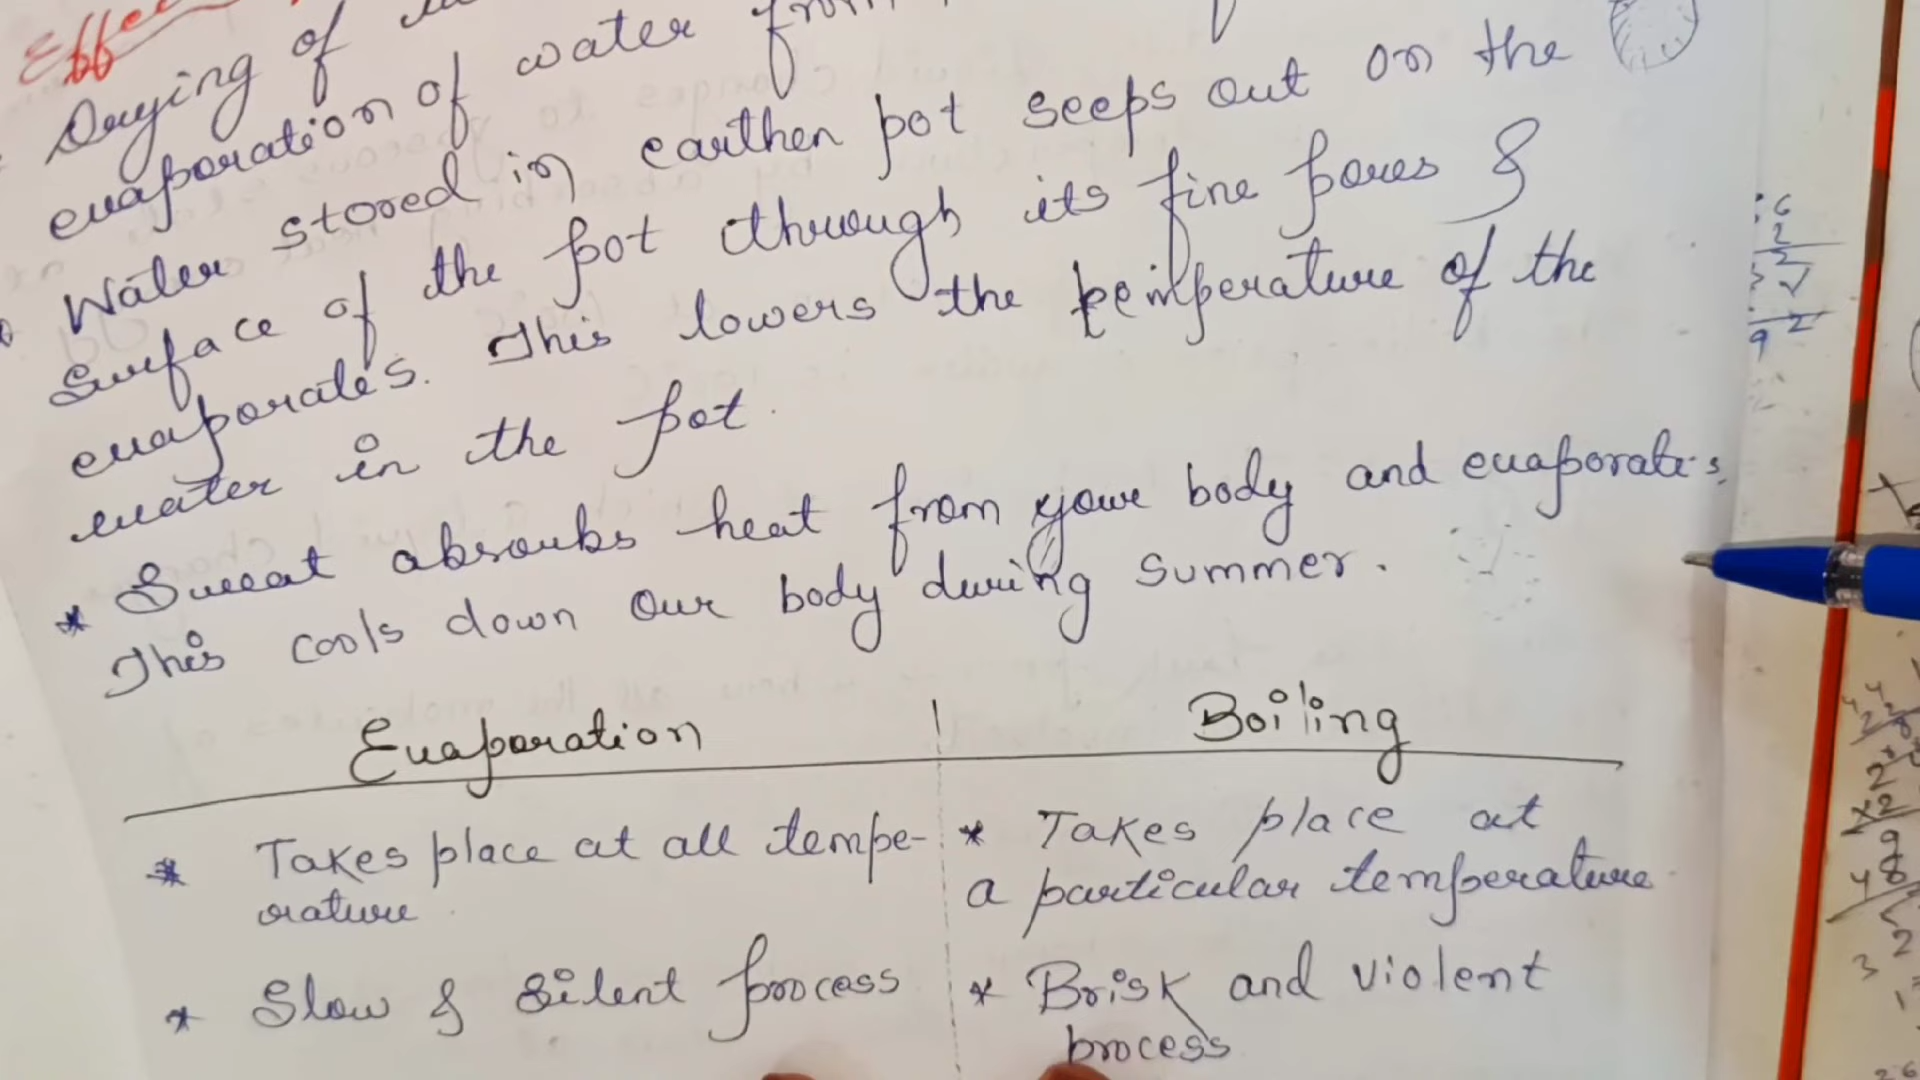 Drying of
evaporation of water from
Water stored in earthen pot seeps out on the
Surface of the pot through its fine pores &
evaporates. This lowers the temperature of the
water in the pot.
* Sweat absorbs heat from your body and evaporates.
This cools down our body during summer.
Evaporation
Boiling
* Takes place at all tempe-
rature.
* Takes place at
a particular temperature.
* Slow & silent process
* Brisk and violent
process